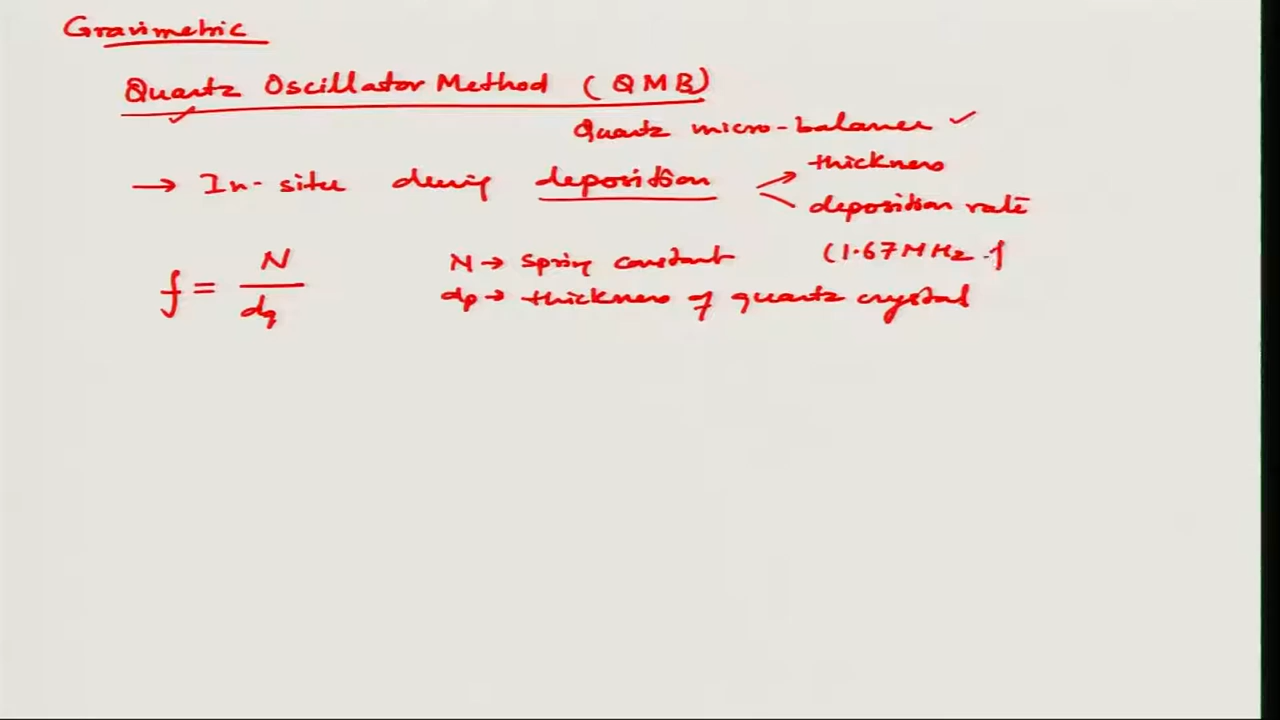 Gravimetric
Quartz Oscillator Method (QMB)
Quartz micro-balance ✓
→ In-situ during deposition
thickness
deposition rate
f = N / dq
N → Spring constant (1.67 MHz .
dp → thickness of quartz crystal